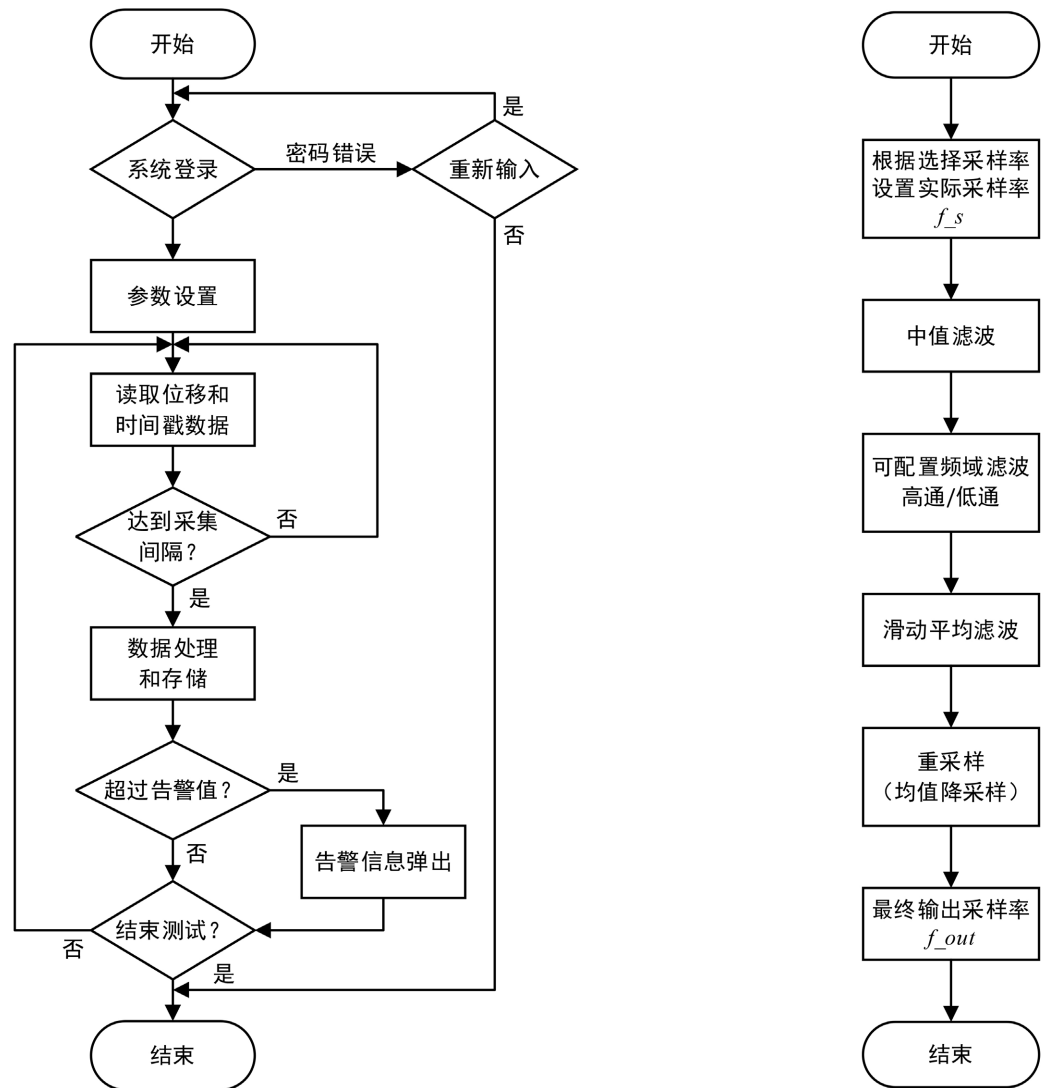 开始
是
系统登录
密码错误
重新输入
否
参数设置
读取位移和
时间戳数据
达到采集
间隔？
否
是
数据处理
和存储
超过告警值？
是
告警信息弹出
否
结束测试？
否
是
结束
开始
根据选择采样率
设置实际采样率
f_s
中值滤波
可配置频域滤波
高通/低通
滑动平均滤波
重采样
（均值降采样）
最终输出采样率
f_out
结束